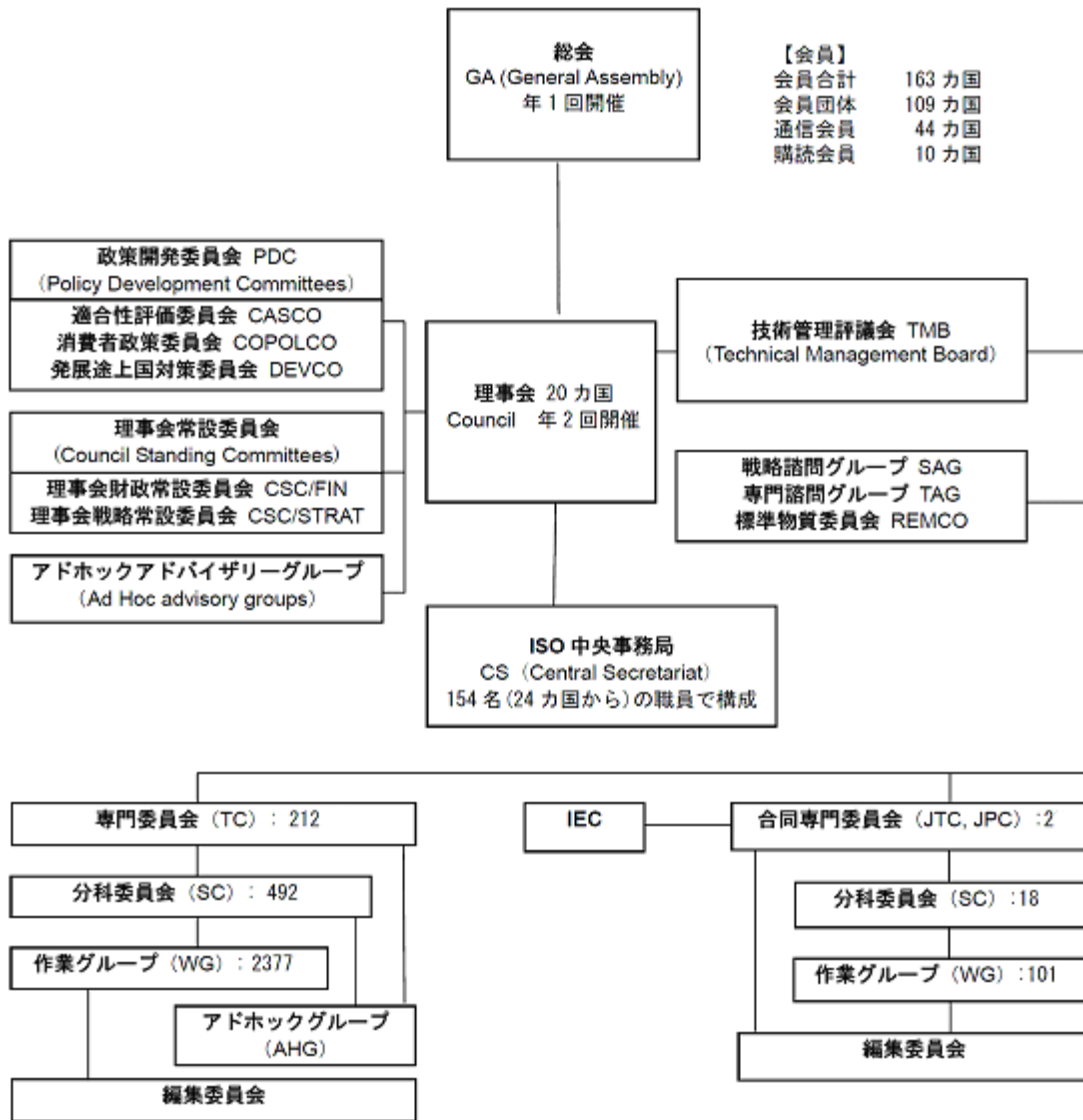 総会
GA (General Assembly)
年1回開催
【会員】
会員合計 163 カ国
会員団体 109 カ国
通信会員 44 カ国
購読会員 10 カ国
政策開発委員会 PDC
(Policy Development Committees)
適合性評価委員会 CASCO
消費者政策委員会 COPOLCO
発展途上国対策委員会 DEVCO
理事会常設委員会
(Council Standing Committees)
理事会財政常設委員会 CSC/FIN
理事会戦略常設委員会 CSC/STRAT
アドホックアドバイザリーグループ
(Ad Hoc advisory groups)
理事会 20 カ国
Council 年2回開催
技術管理評議会 TMB
(Technical Management Board)
戦略諮問グループ SAG
専門諮問グループ TAG
標準物質委員会 REMCO
ISO 中央事務局
CS (Central Secretariat)
154 名(24 カ国から)の職員で構成
専門委員会 (TC) : 212
分科委員会 (SC) : 492
作業グループ (WG) : 2377
アドホックグループ
(AHG)
編集委員会
IEC
合同専門委員会 (JTC, JPC) :2
分科委員会 (SC) :18
作業グループ (WG) :101
編集委員会